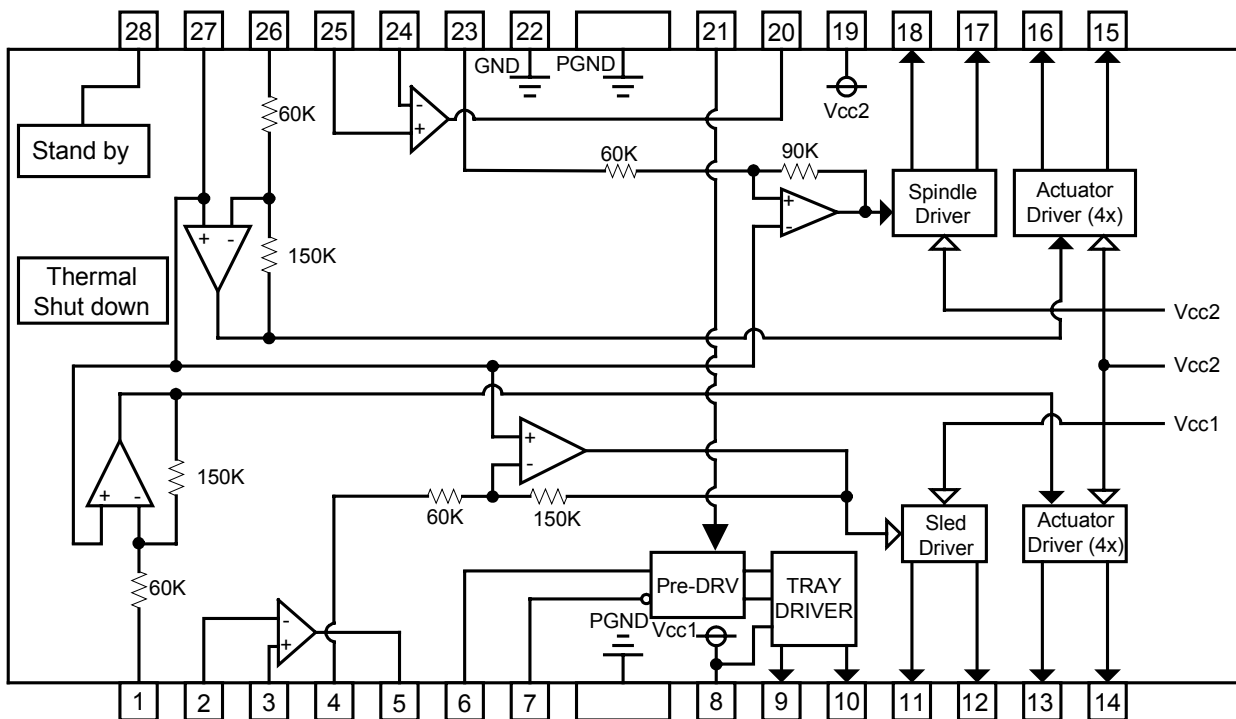 28 27 26 25 24 23 22 21 20 19 18 17 16 15
GND
PGND
Vcc2
60K
Stand by
-
+
60K
90K
Spindle
Driver
Actuator
Driver (4x)
+
-
+ -
150K
Thermal
Shut down
Vcc2
Vcc2
Vcc1
+
-
150K
+ -
60K
150K
Sled
Driver
Actuator
Driver (4x)
60K
Pre-DRV
TRAY
DRIVER
-
+
PGND
Vcc1
1 2 3 4 5 6 7 8 9 10 11 12 13 14